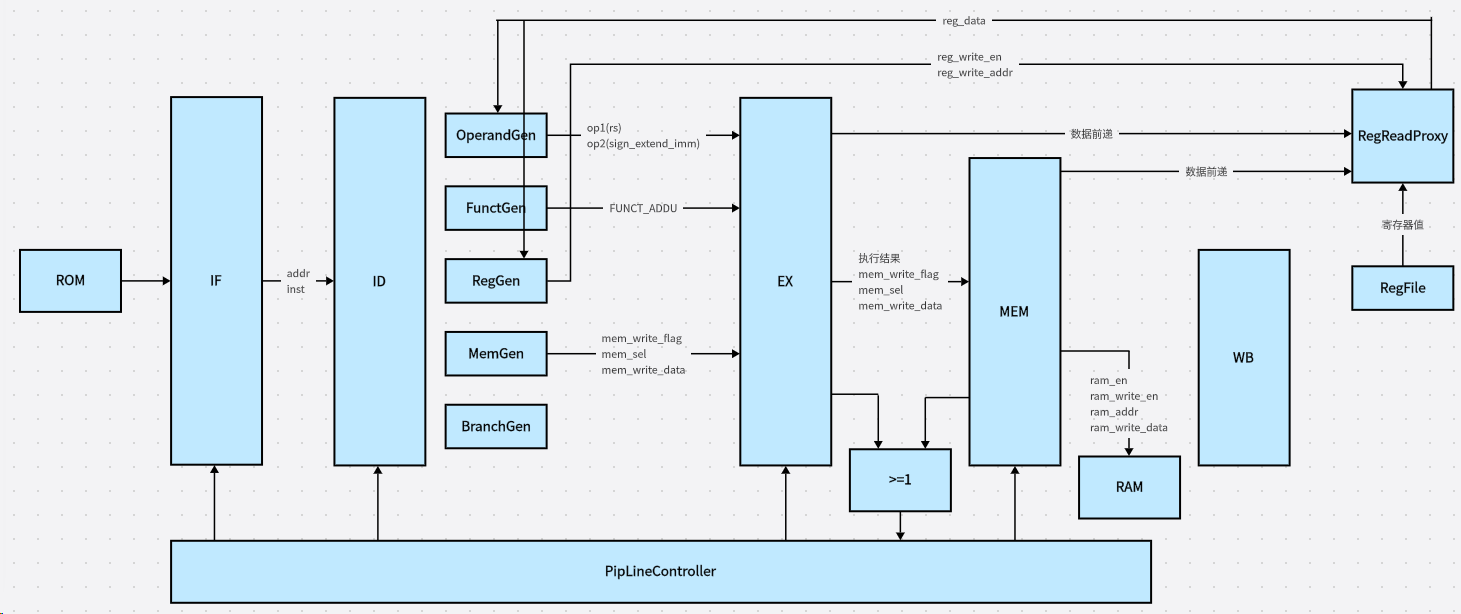 reg_data
reg_write_en
reg_write_addr
OperandGen
op1(rs)
op2(sign_extend_imm)
数据前递
RegReadProxy
数据前递
FunctGen
FUNCT_ADDU
寄存器值
ROM
IF
addr
inst
ID
RegGen
EX
执行结果
mem_write_flag
mem_sel
mem_write_data
MEM
RegFile
MemGen
mem_write_flag
mem_sel
mem_write_data
WB
ram_en
ram_write_en
ram_addr
ram_write_data
BranchGen
>=1
RAM
PipLineController